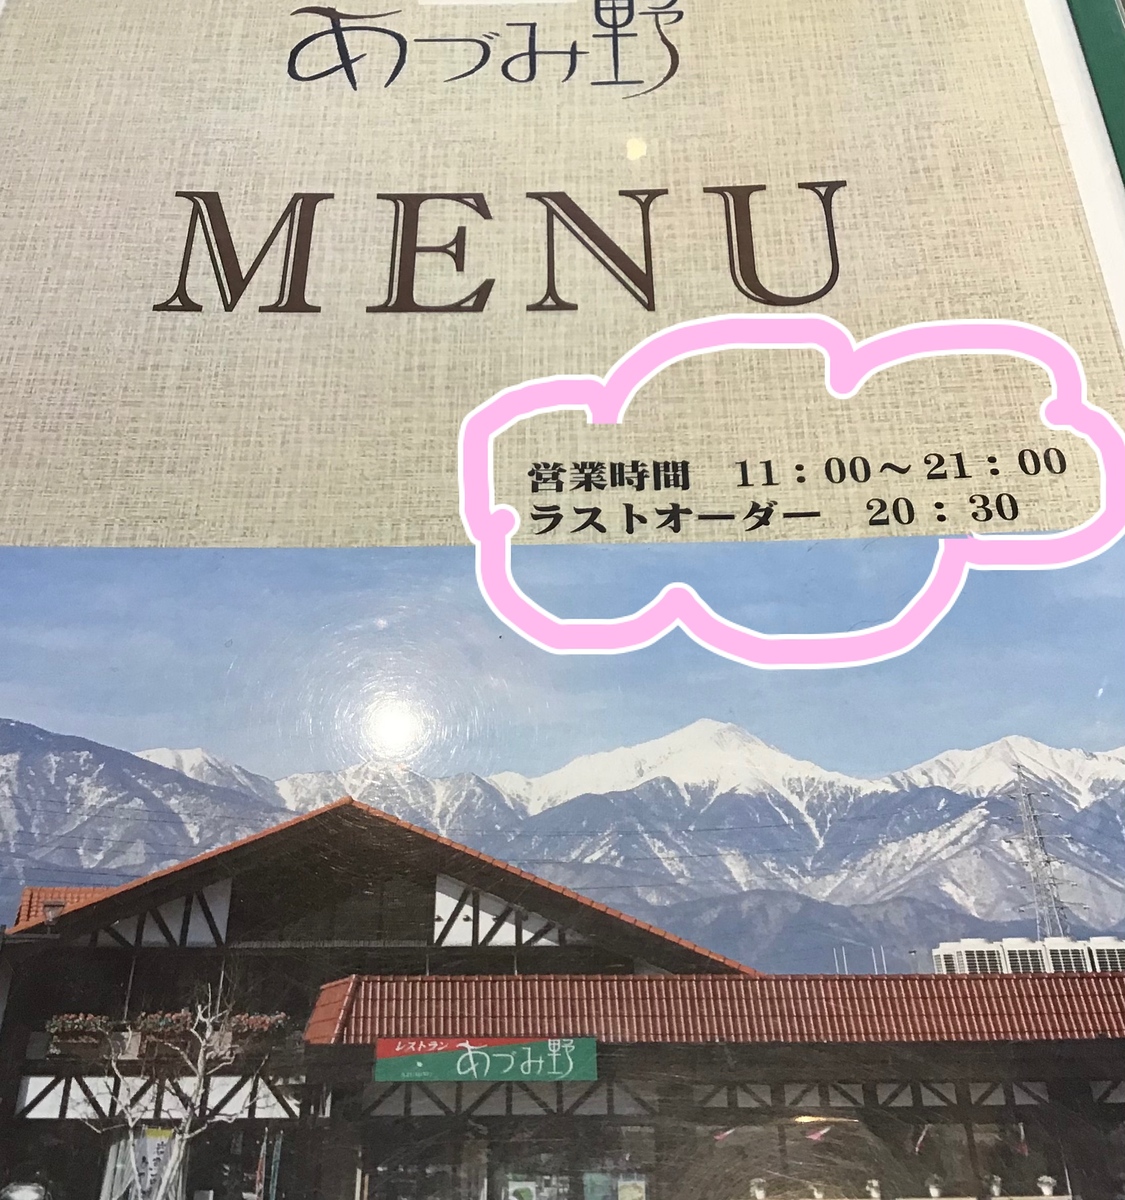 あづみ野
MENU
営業時間　11：00～21：00
ラストオーダー　20：30
レストラン
あづみ野